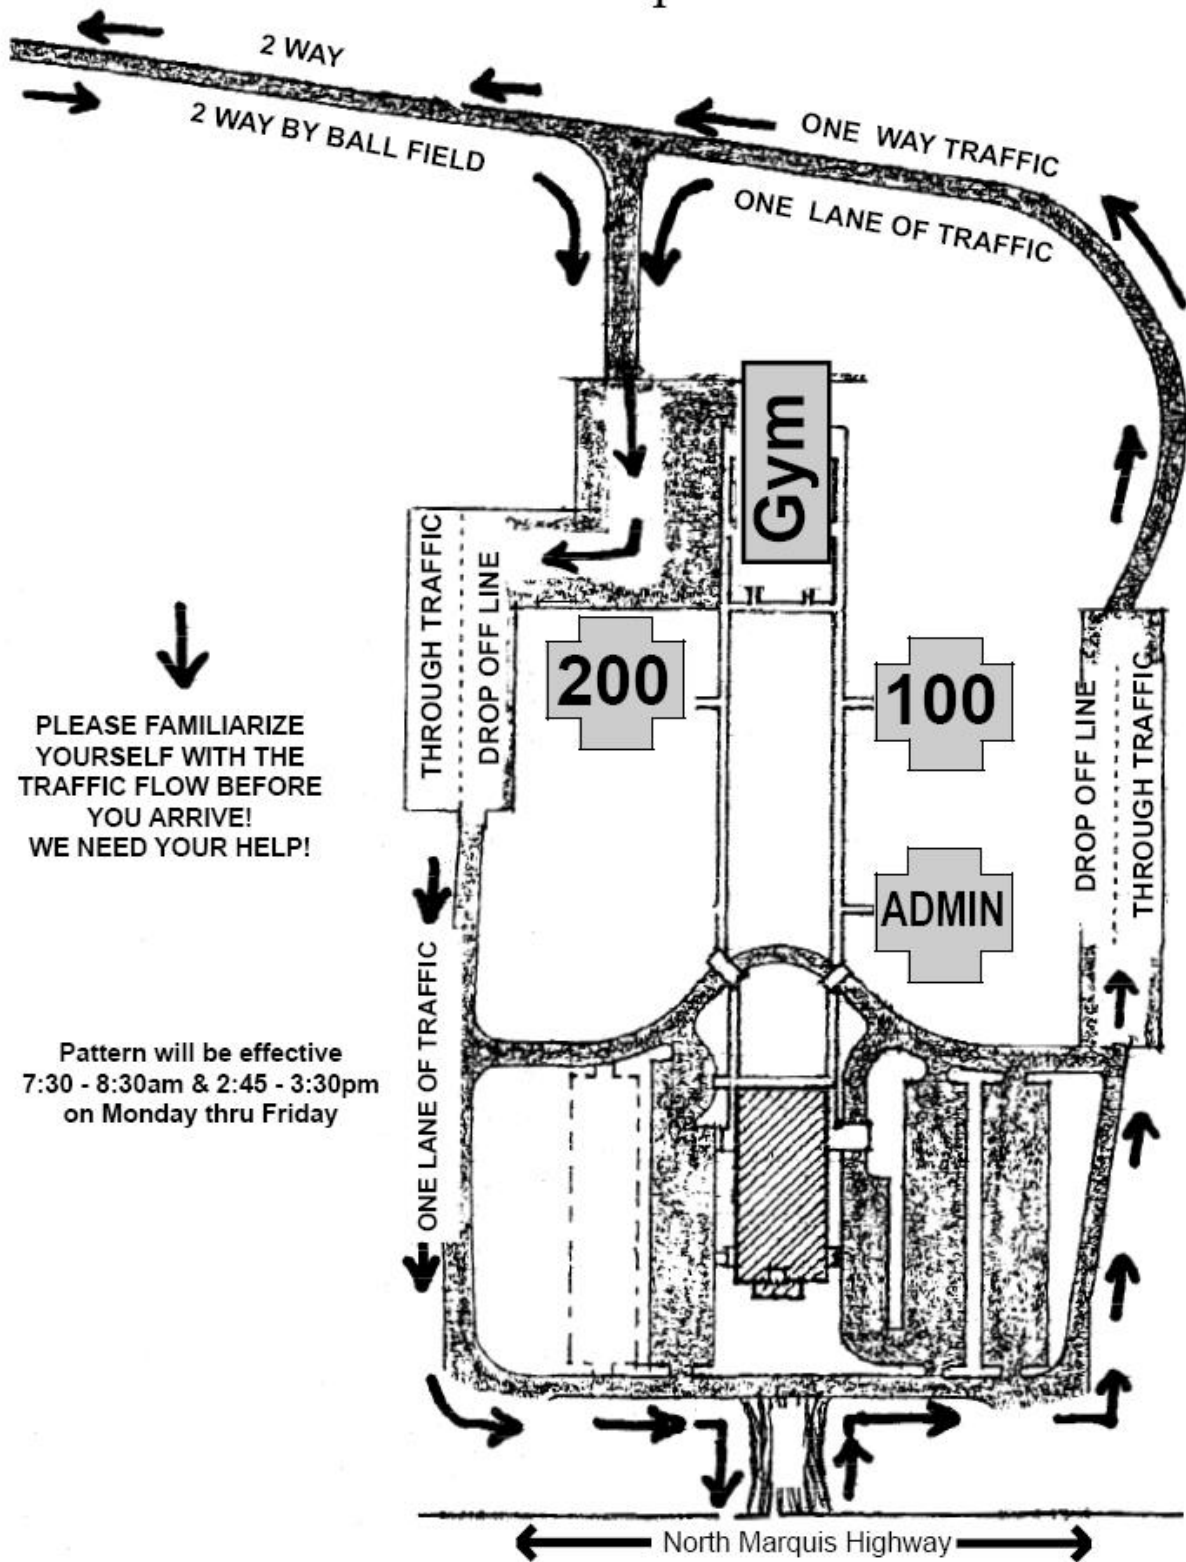 2 WAY
2 WAY BY BALL FIELD
ONE WAY TRAFFIC
ONE LANE OF TRAFFIC
Gym
THROUGH TRAFFIC
DROP OFF LINE
200
100
DROP OFF LINE
THROUGH TRAFFIC
PLEASE FAMILIARIZE
YOURSELF WITH THE
TRAFFIC FLOW BEFORE
YOU ARRIVE!
WE NEED YOUR HELP!
ADMIN
ONE LANE OF TRAFFIC
Pattern will be effective
7:30 - 8:30am & 2:45 - 3:30pm
on Monday thru Friday
North Marquis Highway